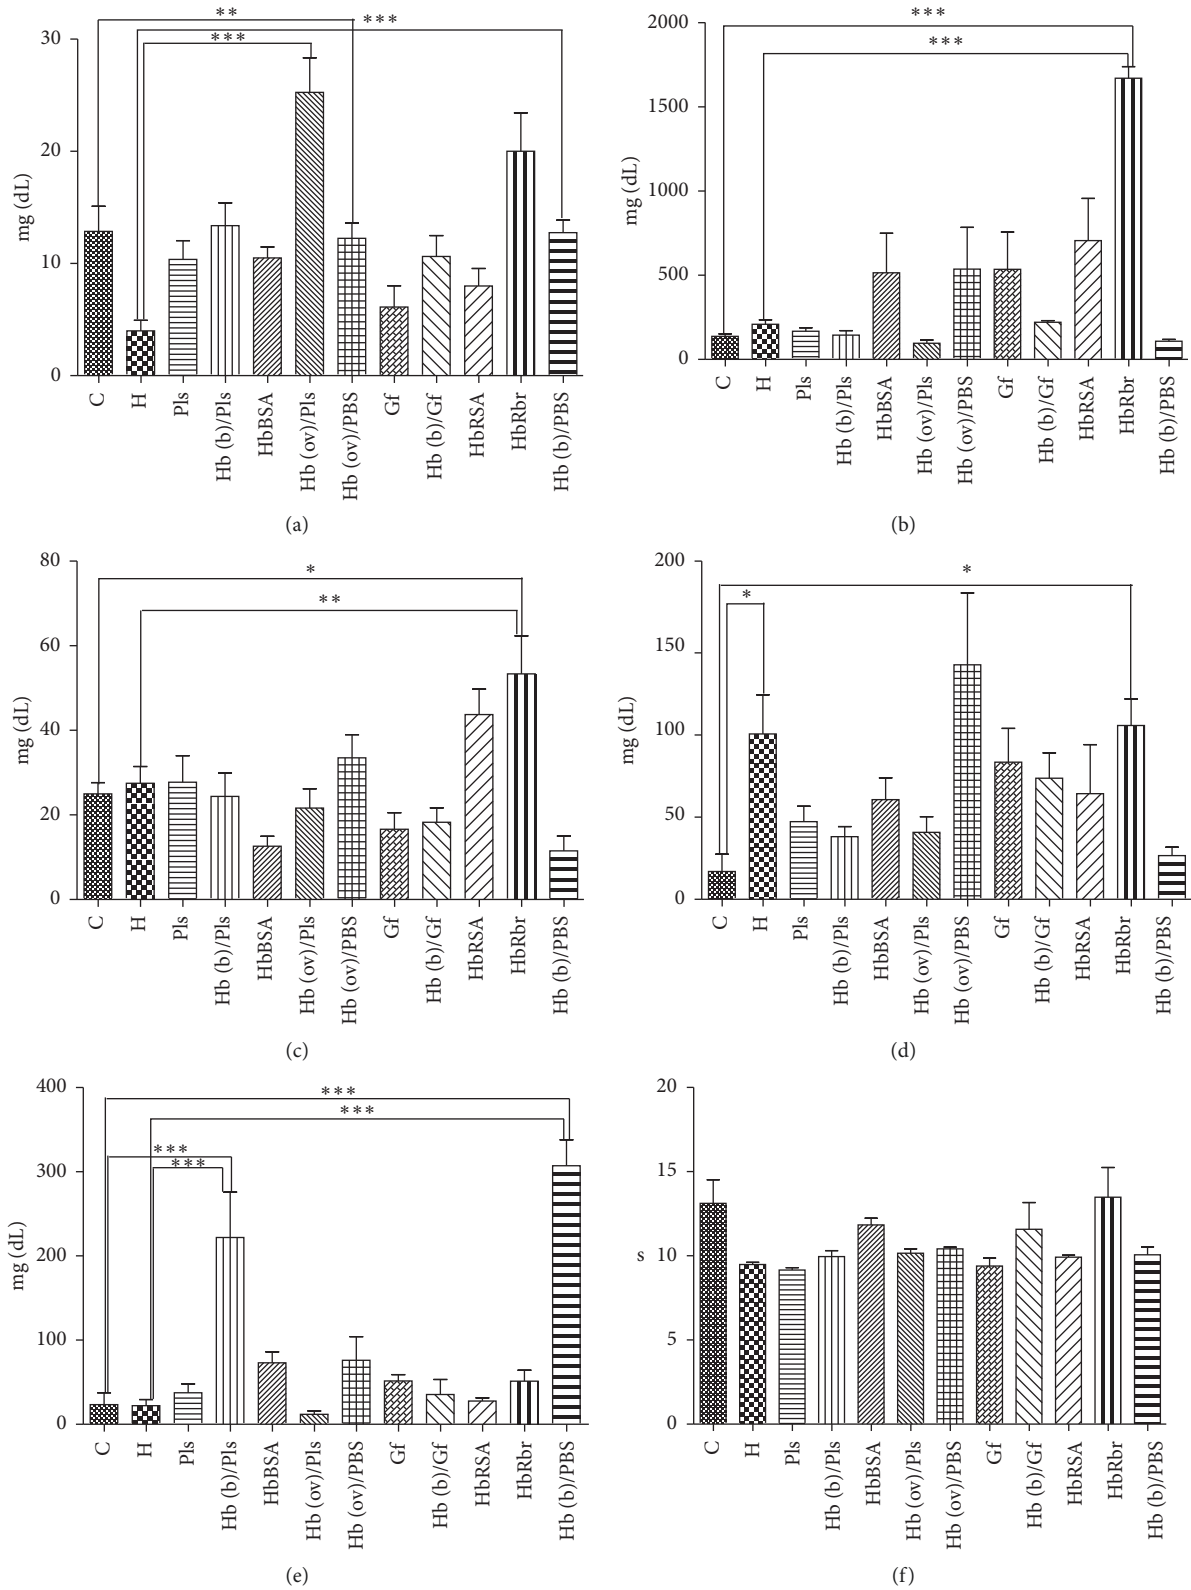 **
***
***
30
20
10
0
mg (dL)
C
H
Pls
Hb (b)/Pls
HbBSA
Hb (ov)/Pls
Hb (ov)/PBS
Gf
Hb (b)/Gf
HbRSA
HbRbr
Hb (b)/PBS
(a)
***
***
2000
1500
1000
500
0
mg (dL)
C
H
Pls
Hb (b)/Pls
HbBSA
Hb (ov)/Pls
Hb (ov)/PBS
Gf
Hb (b)/Gf
HbRSA
HbRbr
Hb (b)/PBS
(b)
*
**
80
60
40
20
0
mg (dL)
C
H
Pls
Hb (b)/Pls
HbBSA
Hb (ov)/Pls
Hb (ov)/PBS
Gf
Hb (b)/Gf
HbRSA
HbRbr
Hb (b)/PBS
(c)
*
*
200
150
100
50
0
mg (dL)
C
H
Pls
Hb (b)/Pls
HbBSA
Hb (ov)/Pls
Hb (ov)/PBS
Gf
Hb (b)/Gf
HbRSA
HbRbr
Hb (b)/PBS
(d)
***
***
***
***
400
300
200
100
0
mg (dL)
C
H
Pls
Hb (b)/Pls
HbBSA
Hb (ov)/Pls
Hb (ov)/PBS
Gf
Hb (b)/Gf
HbRSA
HbRbr
Hb (b)/PBS
(e)
20
15
10
5
0
s
C
H
Pls
Hb (b)/Pls
HbBSA
Hb (ov)/Pls
Hb (ov)/PBS
Gf
Hb (b)/Gf
HbRSA
HbRbr
Hb (b)/PBS
(f)